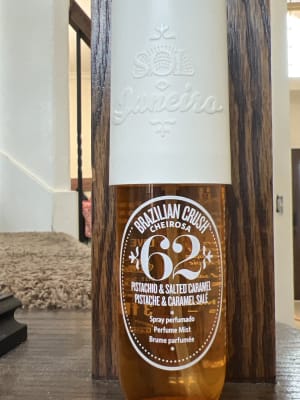 SOL
de
Janeiro
BRAZILIAN CRUSH
CHEIROSA
62
PISTACHIO & SALTED CARAMEL
PISTACHE & CARAMEL SALÉ
Spray perfumado
Perfume Mist
Brume parfumée